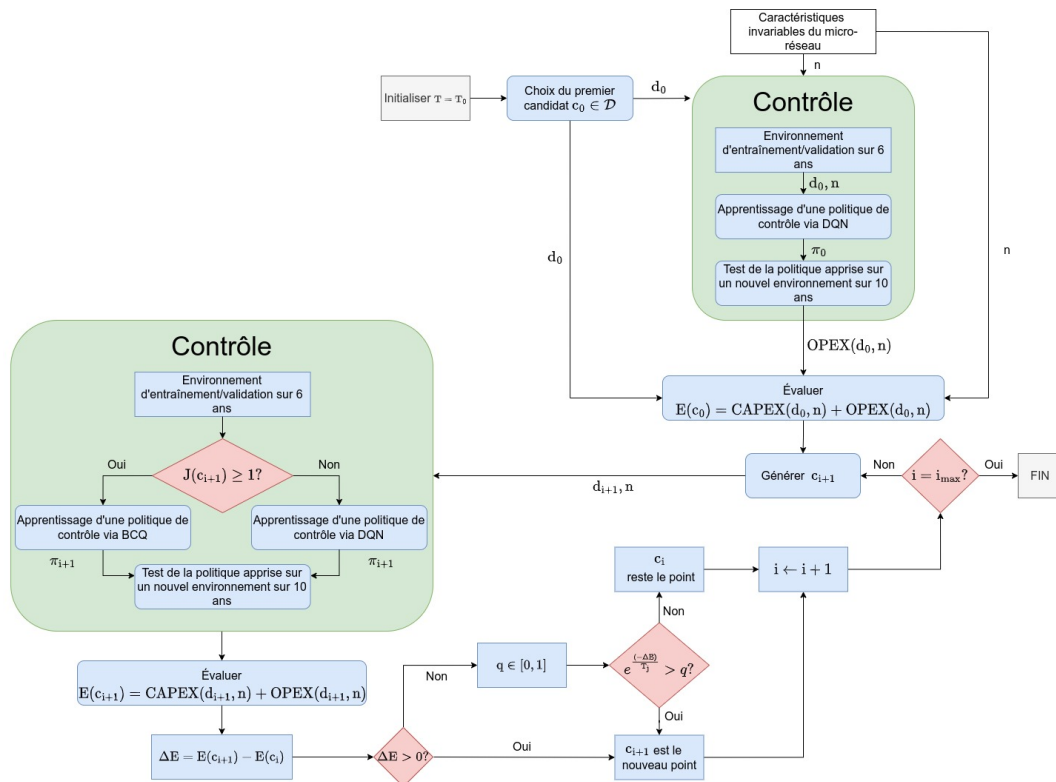 Caractéristiques
invariables du micro-
réseau
n
Initialiser T = T₀
Choix du premier
candidat c₀ ∈ 𝒟
d₀
Contrôle
Environnement
d'entraînement/validation sur 6
ans
d₀, n
Apprentissage d'une politique de
contrôle via DQN
π₀
Test de la politique apprise sur
un nouvel environnement sur 10
ans
d₀
n
OPEX(d₀, n)
Évaluer
E(c₀) = CAPEX(d₀, n) + OPEX(d₀, n)
Générer cᵢ₊₁
Non
i = iₘₐₓ?
Oui
FIN
dᵢ₊₁, n
Contrôle
Environnement
d'entraînement/validation sur 6
ans
Oui
J(cᵢ₊₁) ≥ 1?
Non
Apprentissage d'une politique de
contrôle via BCQ
Apprentissage d'une politique de
contrôle via DQN
πᵢ₊₁
πᵢ₊₁
Test de la politique apprise sur
un nouvel environnement sur 10
ans
cᵢ
reste le point
i ← i + 1
Non
Évaluer
E(cᵢ₊₁) = CAPEX(dᵢ₊₁, n) + OPEX(dᵢ₊₁, n)
Non
q ∈ [0, 1]
e^((−ΔE)/Tⱼ) > q?
Oui
ΔE = E(cᵢ₊₁) − E(cᵢ)
ΔE > 0?
Oui
cᵢ₊₁ est le
nouveau point